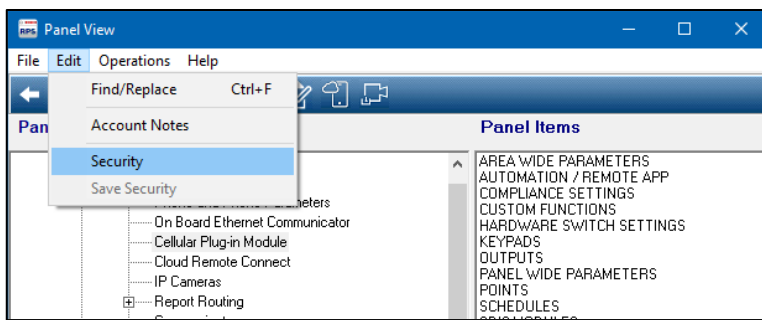 RPS Panel View
File Edit Operations Help
Find/Replace Ctrl+F
Account Notes
Security
Save Security
Pan
On Board Ethernet Communicator
Cellular Plug-in Module
Cloud Remote Connect
IP Cameras
Report Routing
Panel Items
AREA WIDE PARAMETERS
AUTOMATION / REMOTE APP
COMPLIANCE SETTINGS
CUSTOM FUNCTIONS
HARDWARE SWITCH SETTINGS
KEYPADS
OUTPUTS
PANEL WIDE PARAMETERS
POINTS
SCHEDULES